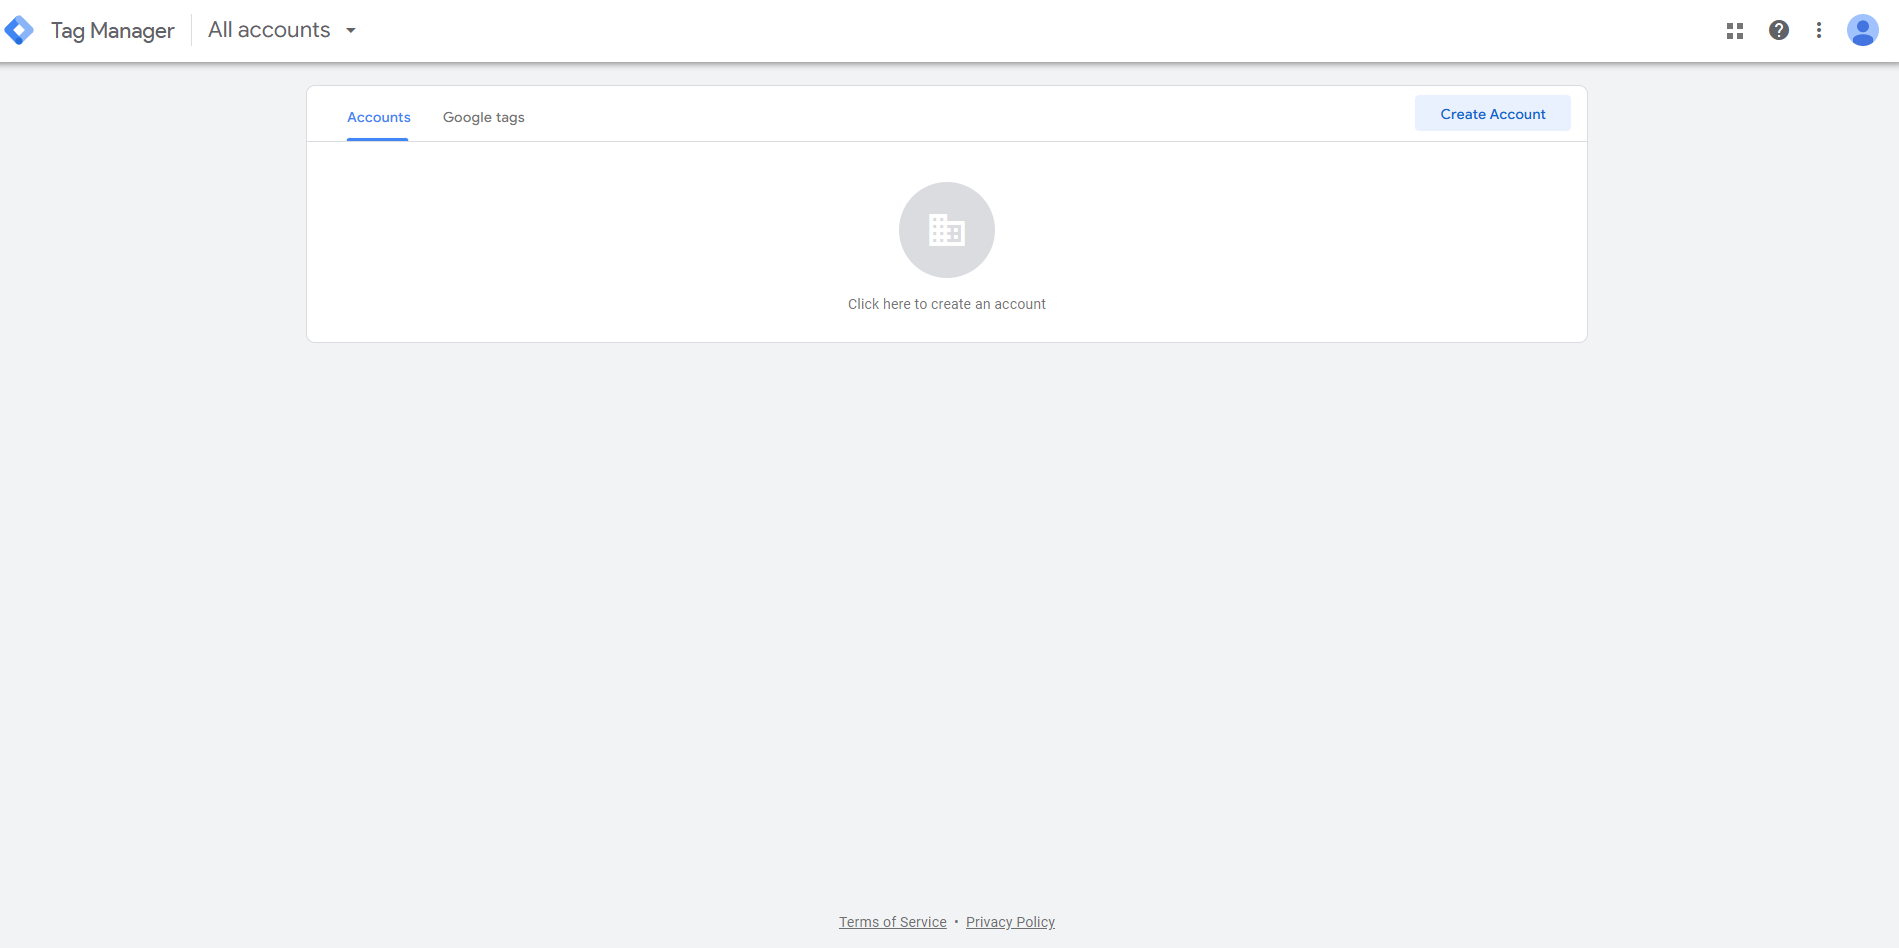 Tag Manager
All accounts
Accounts
Google tags
Create Account
Click here to create an account
Terms of Service • Privacy Policy